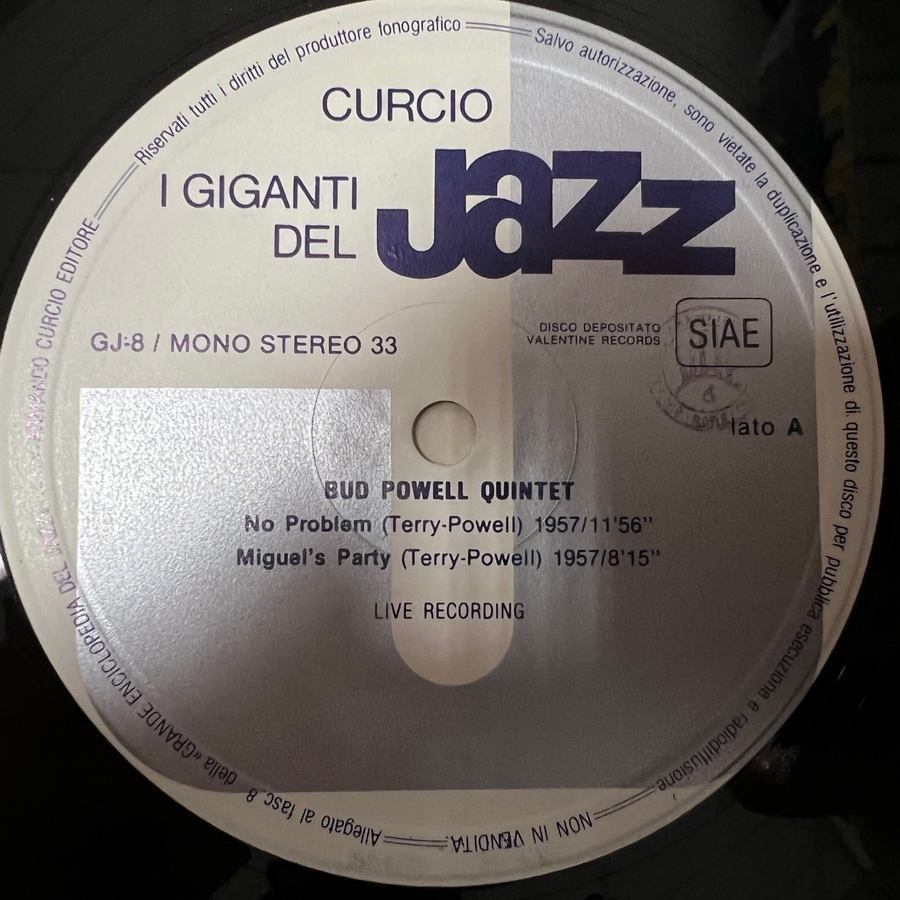 Riservati tutti i diritti del produttore fonografico
Salvo autorizzazione, sono vietate la duplicazione e l'utilizzazione di questo disco per pubblica esecuzione e radiodiffusione
CURCIO
I GIGANTI
DEL
Jazz
GJ-8 / MONO STEREO 33
DISCO DEPOSITATO
VALENTINE RECORDS
SIAE
lato A
BUD POWELL QUINTET
No Problem (Terry-Powell) 1957/11'56"
Miguel's Party (Terry-Powell) 1957/8'15"
LIVE RECORDING
NON IN VENDITA
Allegato al fasc. 8 della «GRANDE ENCICLOPEDIA DEL JAZZ» ARMANDO CURCIO EDITORE